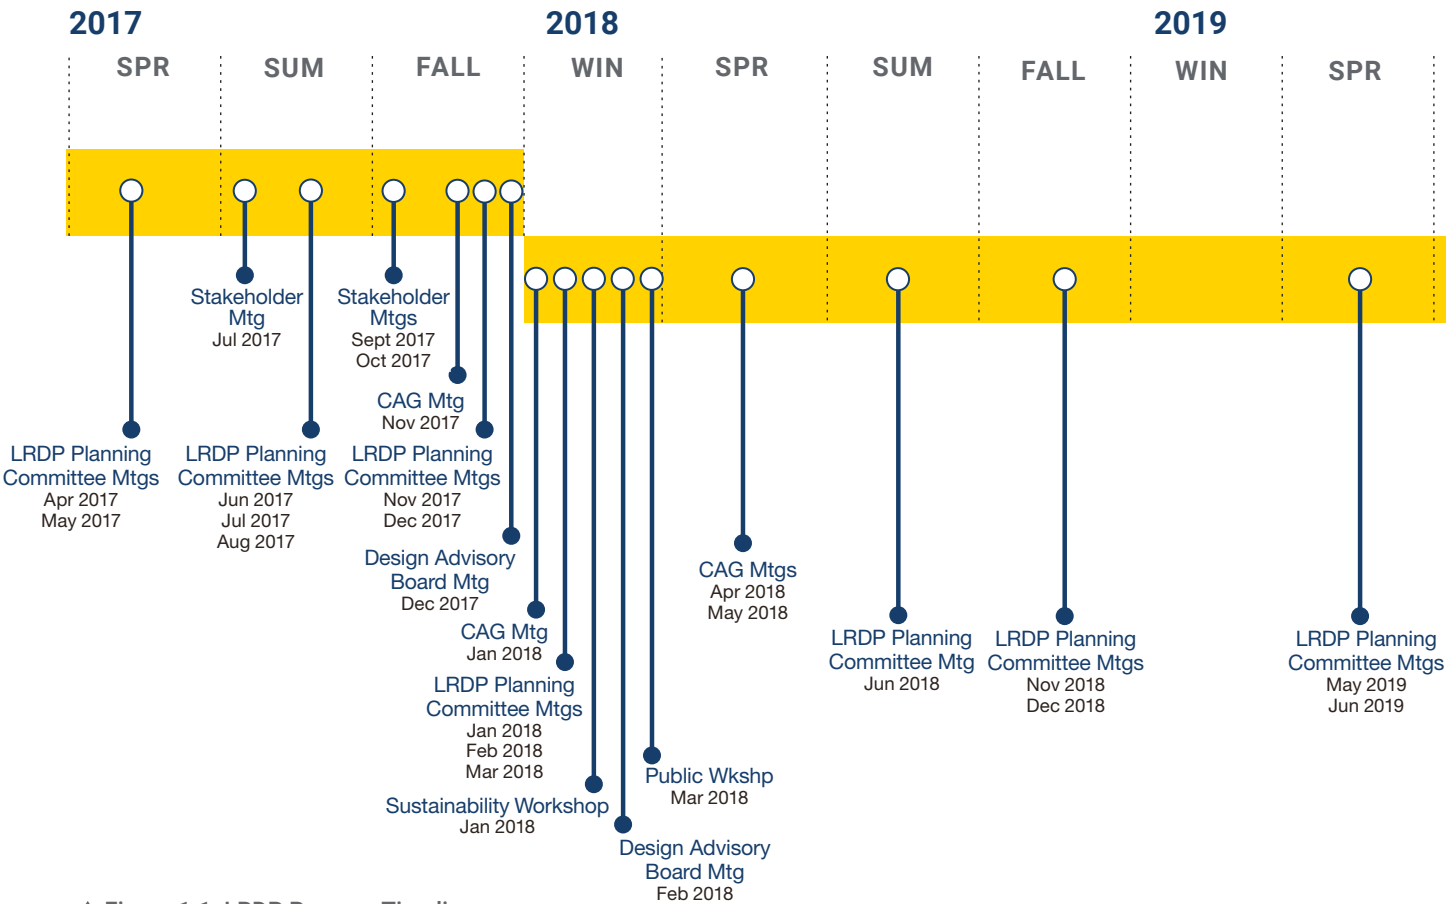 2017
2018
2019
SPR
SUM
FALL
WIN
SPR
SUM
FALL
WIN
SPR
LRDP Planning
Committee Mtgs
Apr 2017
May 2017
Stakeholder
Mtg
Jul 2017
LRDP Planning
Committee Mtgs
Jun 2017
Jul 2017
Aug 2017
Stakeholder
Mtgs
Sept 2017
Oct 2017
CAG Mtg
Nov 2017
LRDP Planning
Committee Mtgs
Nov 2017
Dec 2017
Design Advisory
Board Mtg
Dec 2017
CAG Mtg
Jan 2018
LRDP Planning
Committee Mtgs
Jan 2018
Feb 2018
Mar 2018
Sustainability Workshop
Jan 2018
Design Advisory
Board Mtg
Feb 2018
Public Wkshp
Mar 2018
CAG Mtgs
Apr 2018
May 2018
LRDP Planning
Committee Mtg
Jun 2018
LRDP Planning
Committee Mtgs
Nov 2018
Dec 2018
LRDP Planning
Committee Mtgs
May 2019
Jun 2019